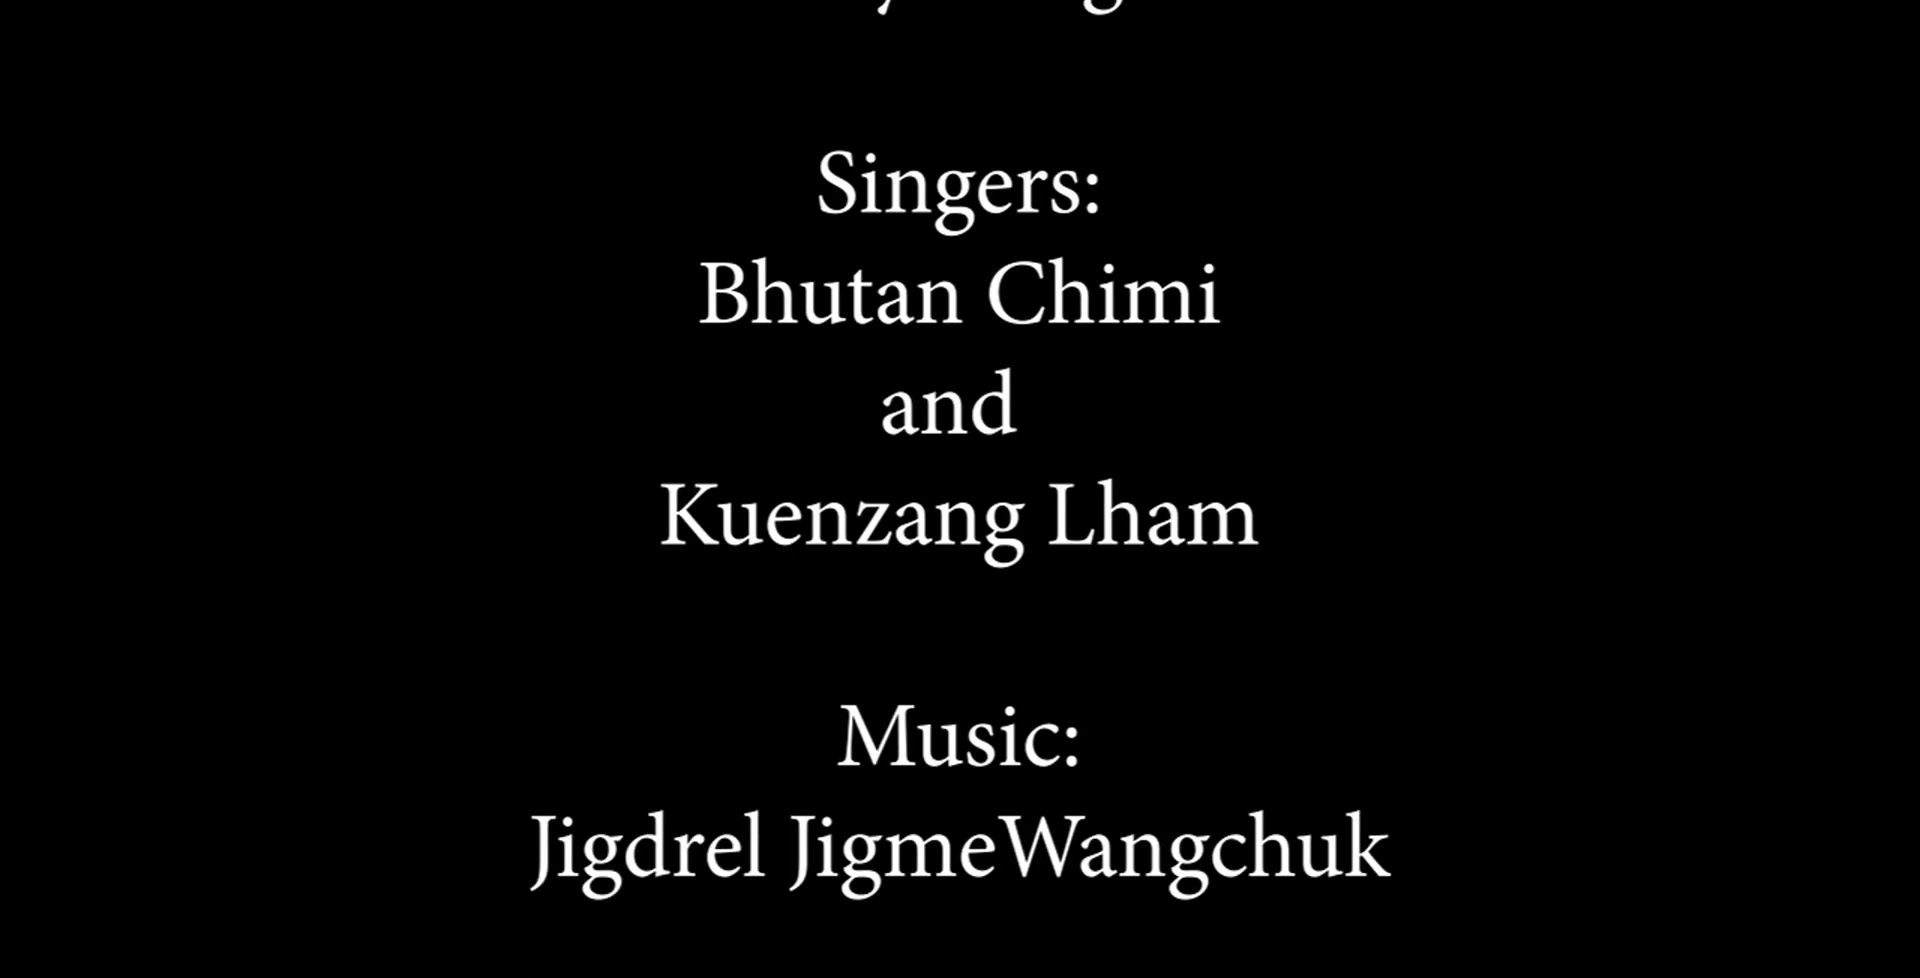 Singers:
Bhutan Chimi
and
Kuenzang Lham
Music:
Jigdrel JigmeWangchuk